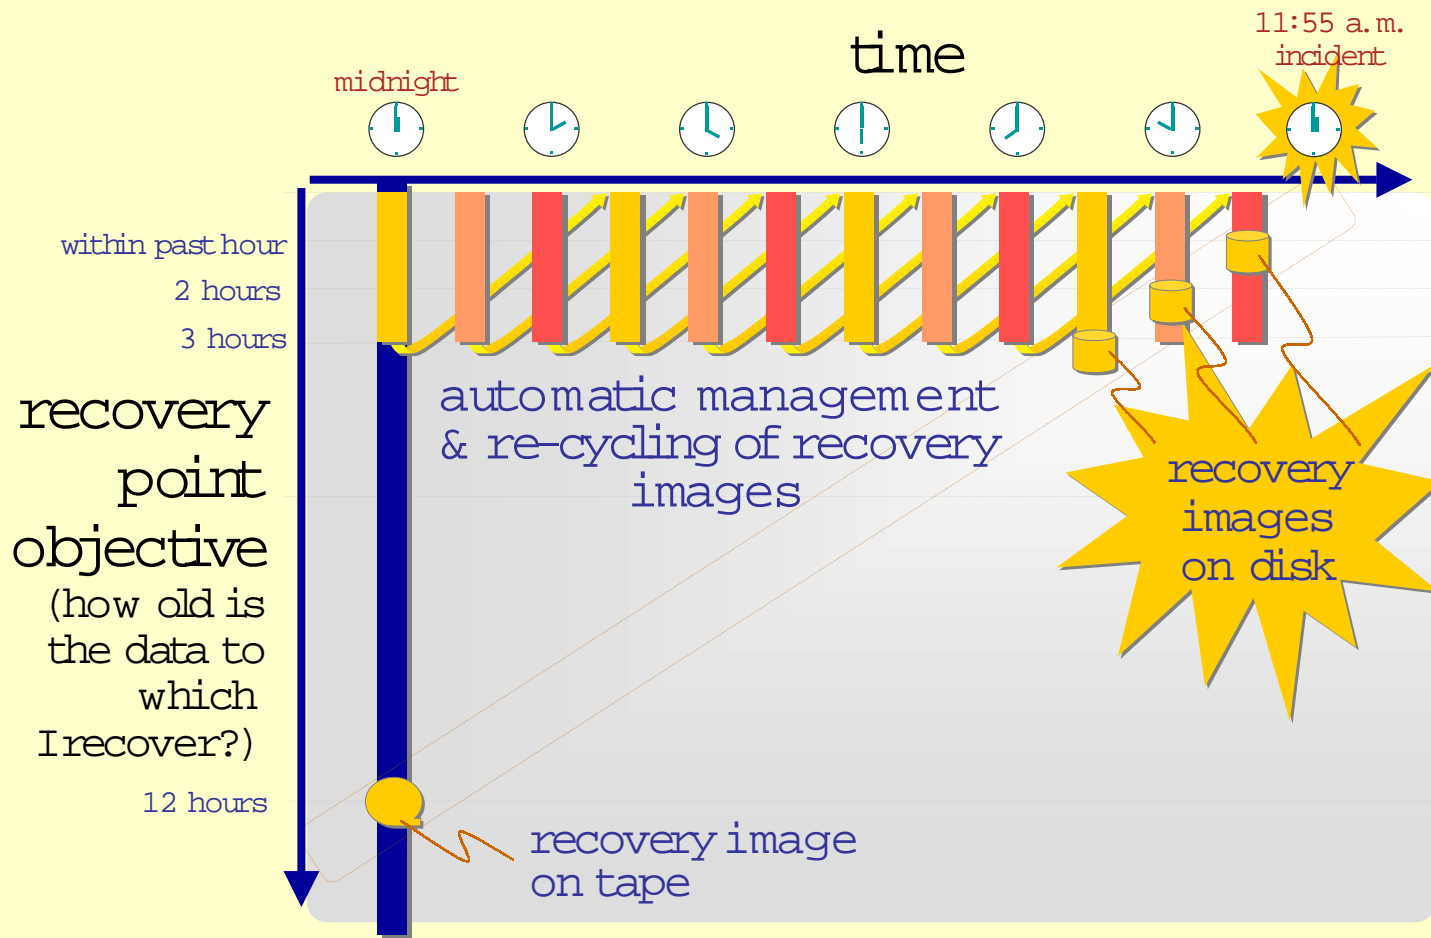 time
11:55 a.m.
incident
midnight
within past hour
2 hours
3 hours
recovery
point
objective
(how old is
the data to
which
I recover?)
12 hours
automatic management
& re-cycling of recovery
images
recovery
images
on disk
recovery image
on tape